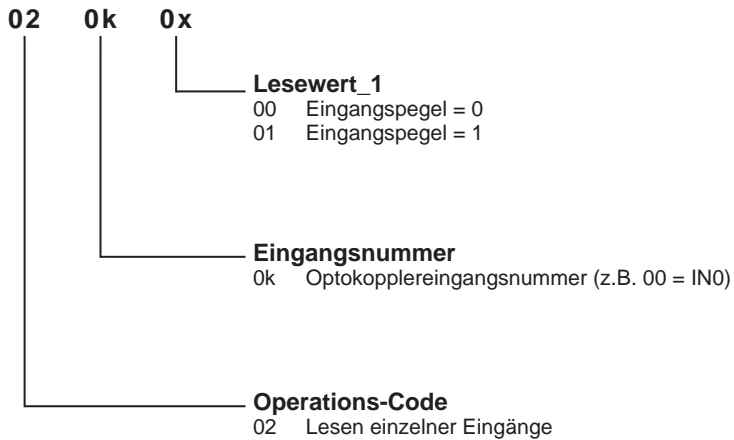 02 0k 0x
Lesewert_1
00 Eingangspegel = 0
01 Eingangspegel = 1
Eingangsnummer
0k Optokopplereingangsnummer (z.B. 00 = IN0)
Operations-Code
02 Lesen einzelner Eingänge